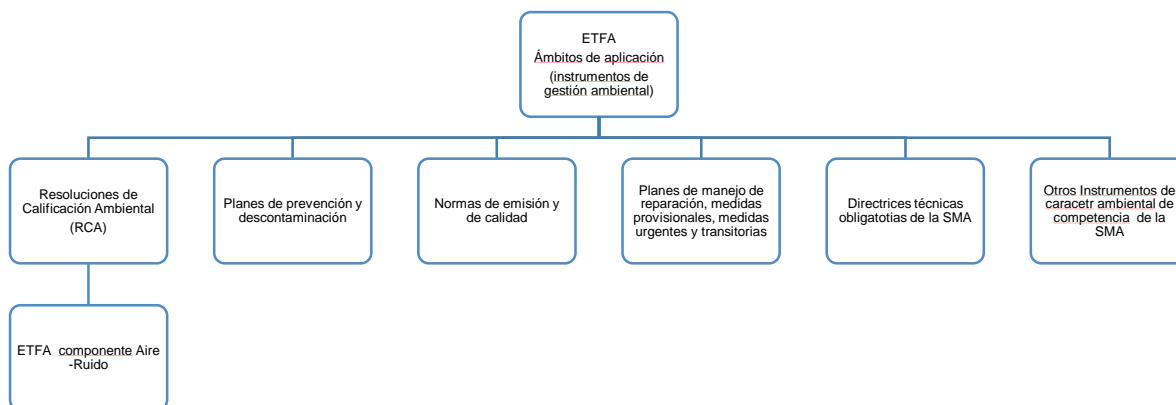 ETFA
Ámbitos de aplicación
(instrumentos de
gestión ambiental)
Resoluciones de
Calificación Ambiental
(RCA)
Planes de prevención y
descontaminación
Normas de emisión y
de calidad
Planes de manejo de
reparación, medidas
provisionales, medidas
urgentes y transitorias
Directrices técnicas
obligatotias de la SMA
Otros Instrumentos de
caracetr ambiental de
competencia de la
SMA
ETFA componente Aire
-Ruido